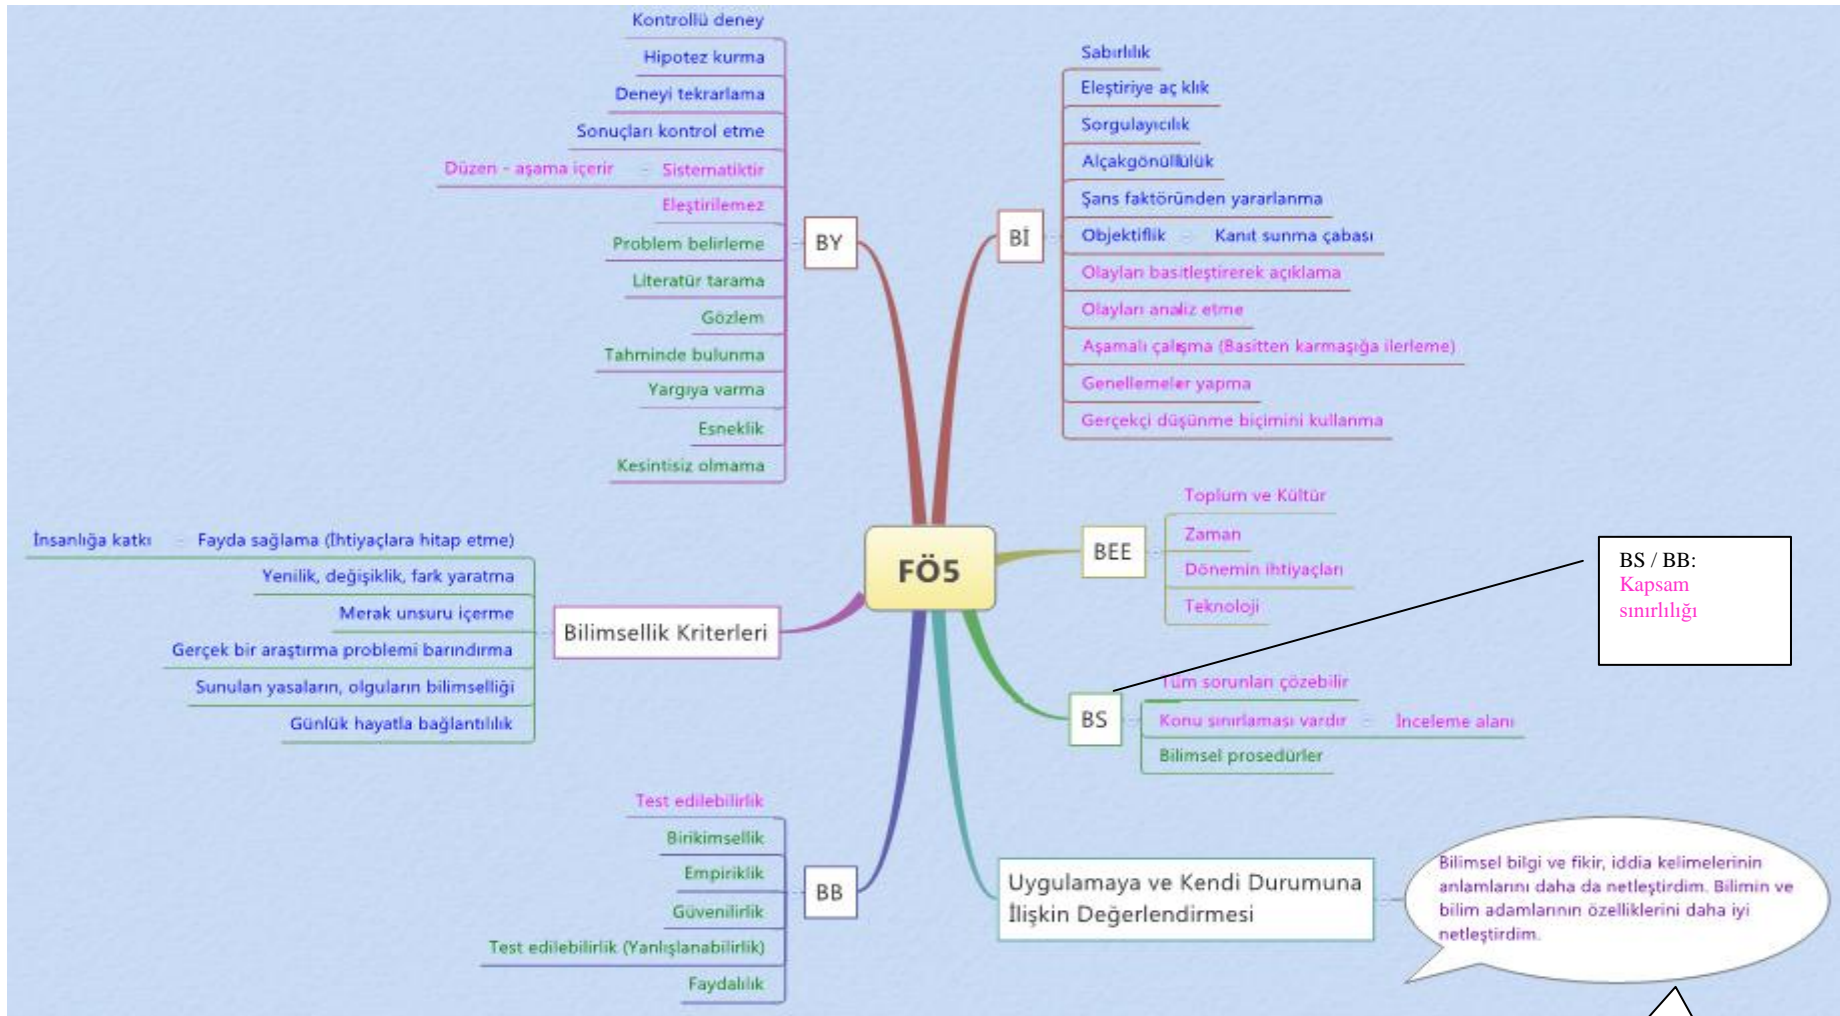 Kontrollü deney
Hipotez kurma
Deneyi tekrarlama
Sonuçları kontrol etme
Düzen - aşama içerir Sistematiktir
Eleştirilemez
Problem belirleme
Literatür tarama
Gözlem
Tahminde bulunma
Yargıya varma
Esneklik
Kesintisiz olmama
BY
Sabırlılık
Eleştiriye aç klık
Sorgulayıcılık
Alçakgönüllülük
Şans faktöründen yararlanma
Objektiflik Kanıt sunma çabası
Olayları basitleştirerek açıklama
Olayları analiz etme
Aşamalı çalışma (Basitten karmaşığa ilerleme)
Genellemeler yapma
Gerçekçi düşünme biçimini kullanma
Bİ
FÖ5
İnsanlığa katkı Fayda sağlama (İhtiyaçlara hitap etme)
Yenilik, değişiklik, fark yaratma
Merak unsuru içerme
Gerçek bir araştırma problemi barındırma
Sunulan yasaların, olguların bilimselliği
Günlük hayatla bağlantılılık
Bilimsellik Kriterleri
Toplum ve Kültür
Zaman
Dönemin ihtiyaçları
Teknoloji
BEE
BS / BB:
Kapsam
sınırlılığı
Tüm sorunları çözebilir
Konu sınırlaması vardır İnceleme alanı
Bilimsel prosedürler
BS
Test edilebilirlik
Birikimsellik
Empiriklik
Güvenilirlik
Test edilebilirlik (Yanlışlanabilirlik)
Faydalılık
BB
Uygulamaya ve Kendi Durumuna
İlişkin Değerlendirmesi
Bilimsel bilgi ve fikir, iddia kelimelerinin
anlamlarını daha da netleştirdim. Bilimin ve
bilim adamlarının özelliklerini daha iyi
netleştirdim.